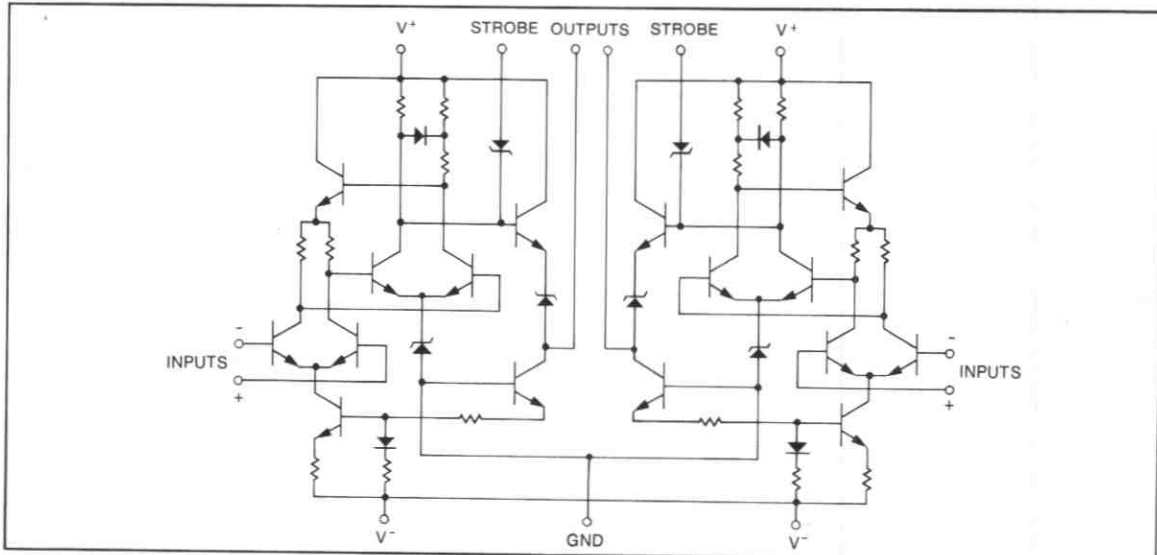 V+ STROBE OUTPUTS STROBE V+
-
INPUTS
+
-
INPUTS
+
V- GND V-